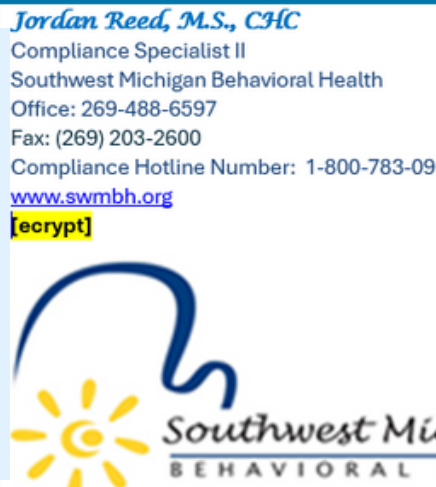 Jordan Reed, M.S., CHC
Compliance Specialist II
Southwest Michigan Behavioral Health
Office: 269-488-6597
Fax: (269) 203-2600
Compliance Hotline Number: 1-800-783-09
www.swmbh.org
[ecrypt]
Southwest Mi
BEHAVIORAL